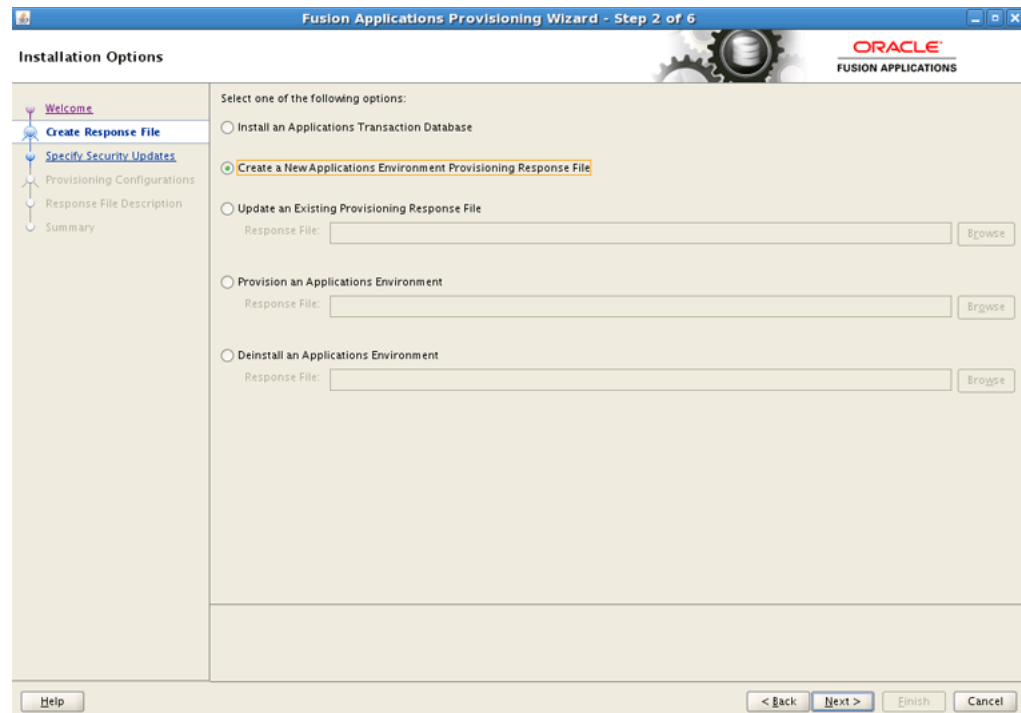 Fusion Applications Provisioning Wizard - Step 2 of 6
Installation Options
ORACLE
FUSION APPLICATIONS
Welcome
Create Response File
Specify Security Updates
Provisioning Configurations
Response File Description
Summary
Select one of the following options:
Install an Applications Transaction Database
Create a New Applications Environment Provisioning Response File
Update an Existing Provisioning Response File
Response File: Browse
Provision an Applications Environment
Response File: Browse
Deinstall an Applications Environment
Response File: Browse
Help < Back Next > Finish Cancel